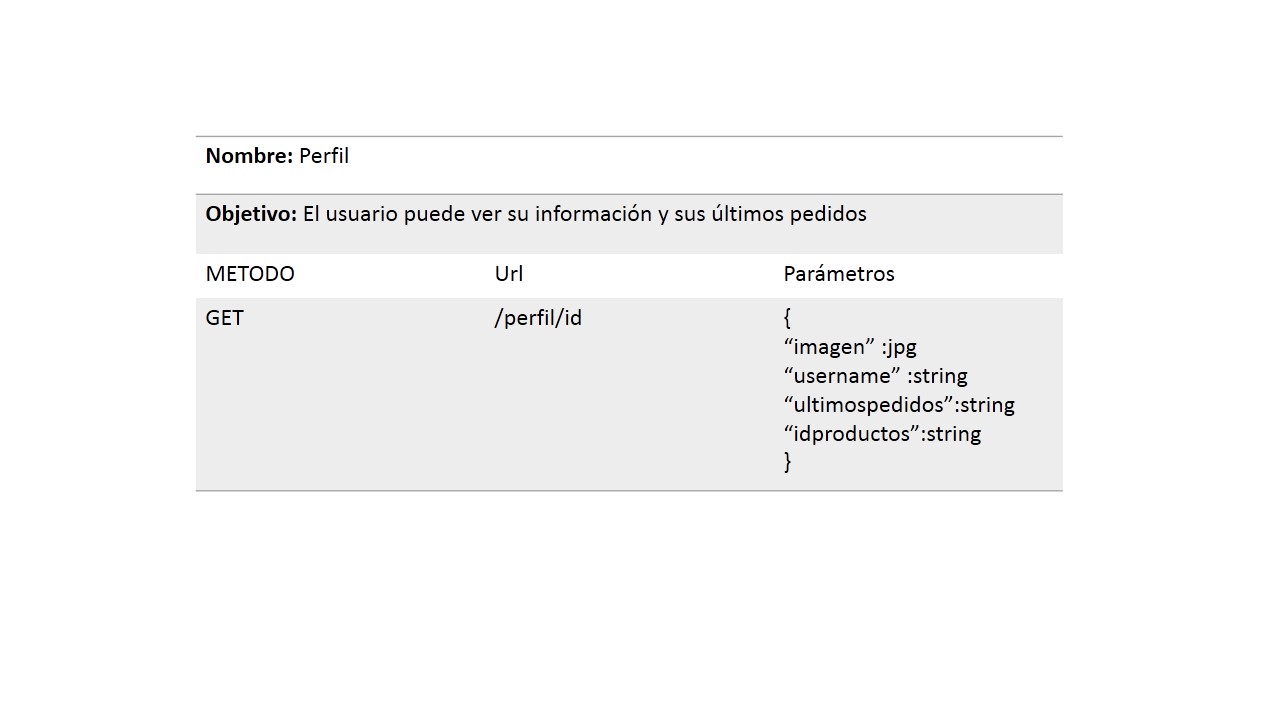 Nombre: Perfil
Objetivo: El usuario puede ver su información y sus últimos pedidos
METODO Url Parámetros
GET /perfil/id {
“imagen” :jpg
“username” :string
“ultimospedidos”:string
“idproductos”:string
}